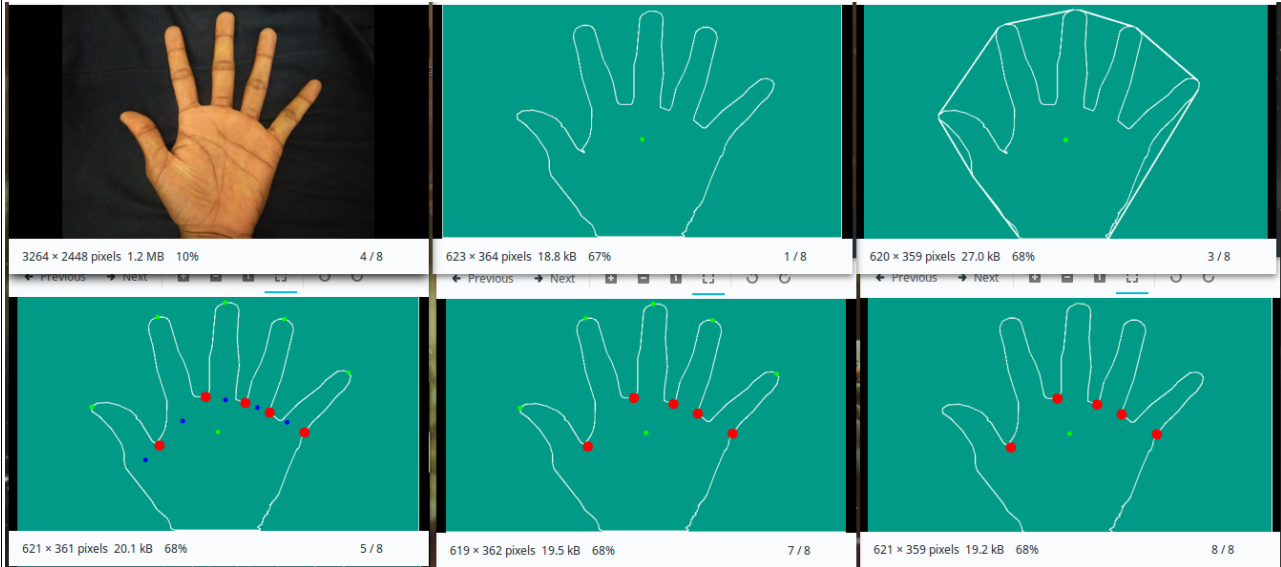 3264 × 2448 pixels 1.2 MB 10% 4 / 8
623 × 364 pixels 18.8 kB 67% 1 / 8
620 × 359 pixels 27.0 kB 68% 3 / 8
Previous Next
Previous Next
Previous Next
621 × 361 pixels 20.1 kB 68% 5 / 8
619 × 362 pixels 19.5 kB 68% 7 / 8
621 × 359 pixels 19.2 kB 68% 8 / 8